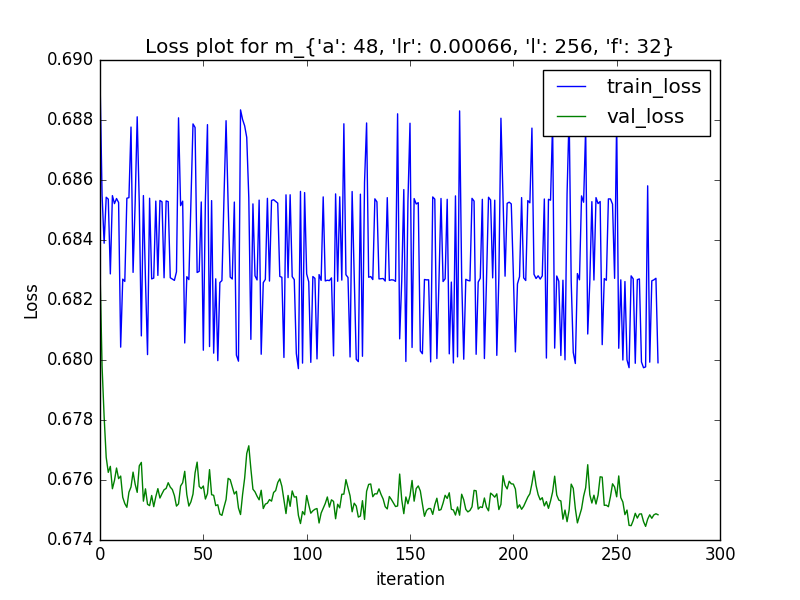 Loss plot for m_{'a': 48, 'lr': 0.00066, 'l': 256, 'f': 32}
0.690
0.688
0.686
0.684
0.682
0.680
0.678
0.676
0.674
Loss
train_loss
val_loss
0 50 100 150 200 250 300
iteration